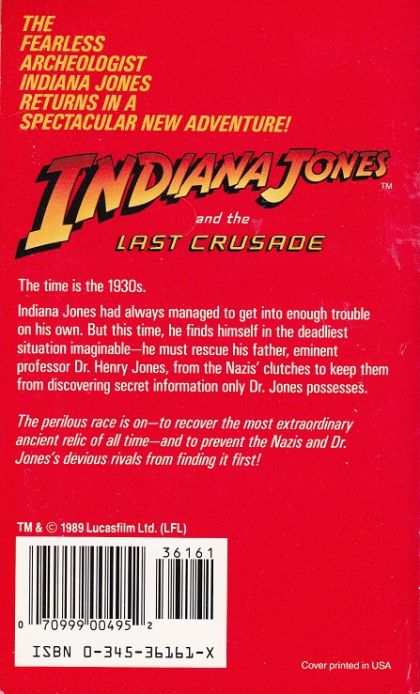 THE
FEARLESS
ARCHEOLOGIST
INDIANA JONES
RETURNS IN A
SPECTACULAR NEW ADVENTURE!
INDIANA JONES™
and the
LAST CRUSADE
The time is the 1930s.
Indiana Jones had always managed to get into enough trouble
on his own. But this time, he finds himself in the deadliest
situation imaginable—he must rescue his father, eminent
professor Dr. Henry Jones, from the Nazis' clutches to keep them
from discovering secret information only Dr. Jones possesses.
The perilous race is on—to recover the most extraordinary
ancient relic of all time—and to prevent the Nazis and Dr.
Jones's devious rivals from finding it first!
TM & © 1989 Lucasfilm Ltd. (LFL)
36161
0 70999 00495 2
ISBN 0-345-36161-X
Cover printed in USA